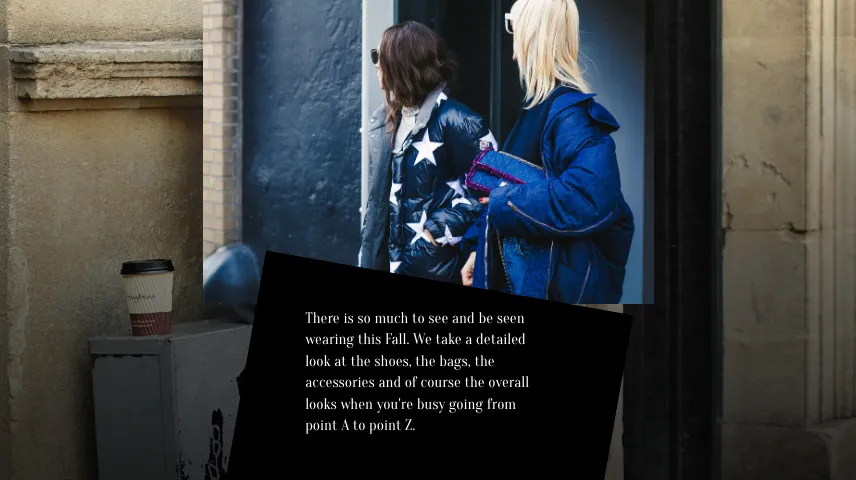 There is so much to see and be seen
wearing this Fall. We take a detailed
look at the shoes, the bags, the
accessories and of course the overall
looks when you're busy going from
point A to point Z.